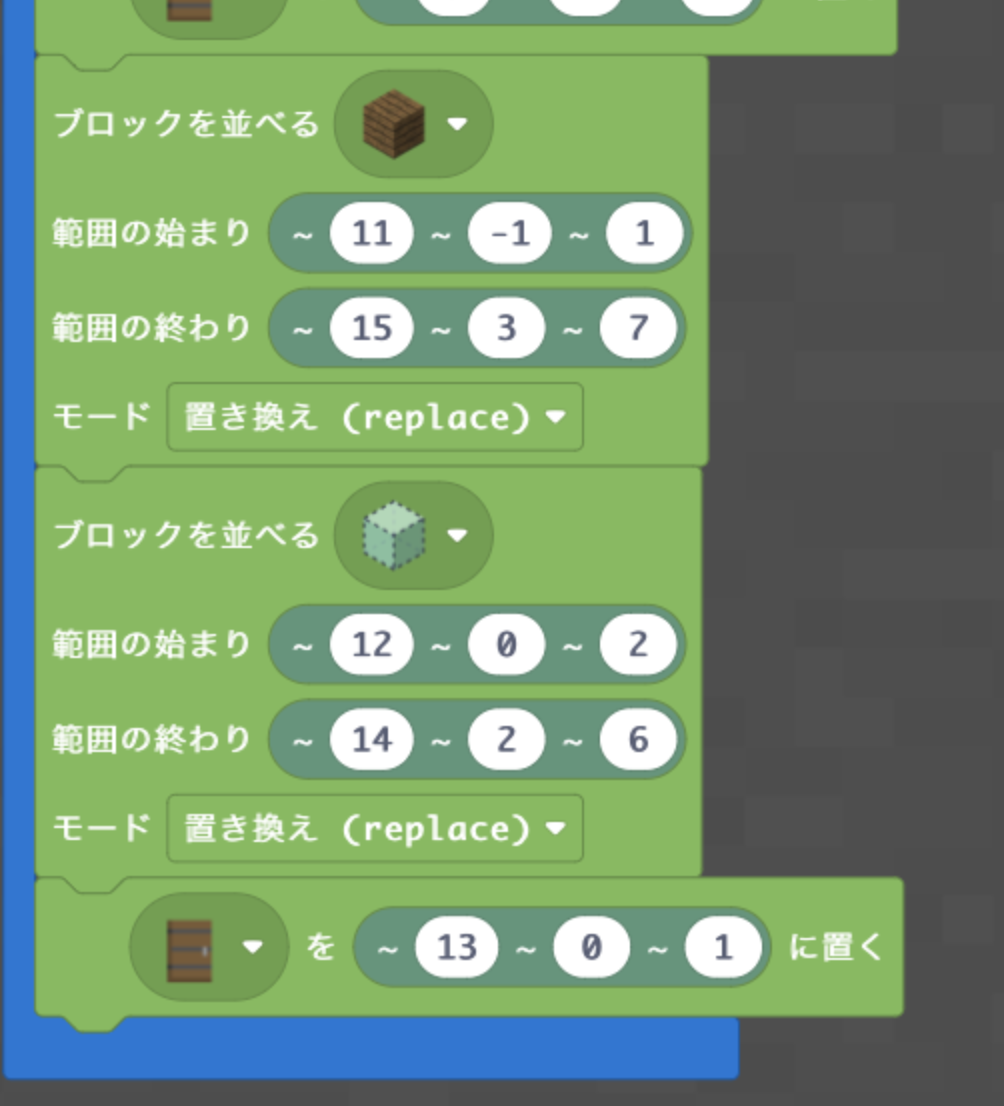 ブロックを並べる
範囲の始まり ~ 11 ~ -1 ~ 1
範囲の終わり ~ 15 ~ 3 ~ 7
モード 置き換え (replace)
ブロックを並べる
範囲の始まり ~ 12 ~ 0 ~ 2
範囲の終わり ~ 14 ~ 2 ~ 6
モード 置き換え (replace)
を ~ 13 ~ 0 ~ 1 に置く